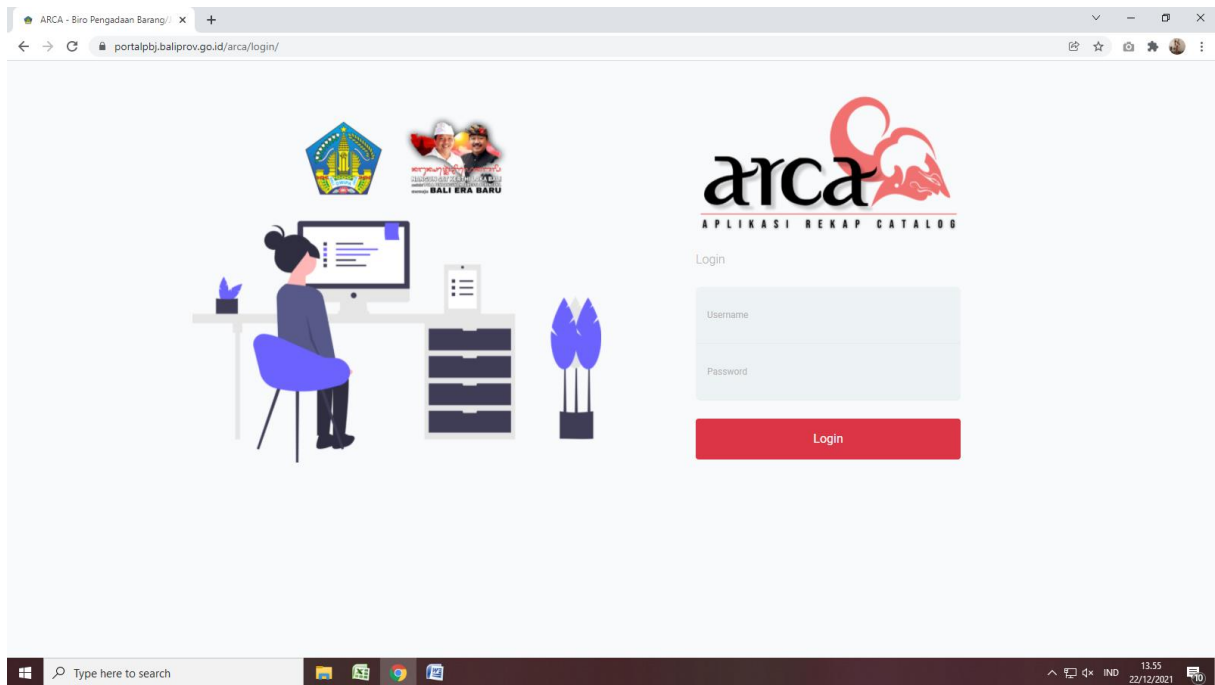 ARCA - Biro Pengadaan Barang/J
portalpbj.baliprov.go.id/arca/login/
BALI ERA BARU
arca
APLIKASI REKAP CATALOG
Login
Username
Password
Login
Type here to search
IND
13.55
22/12/2021
10